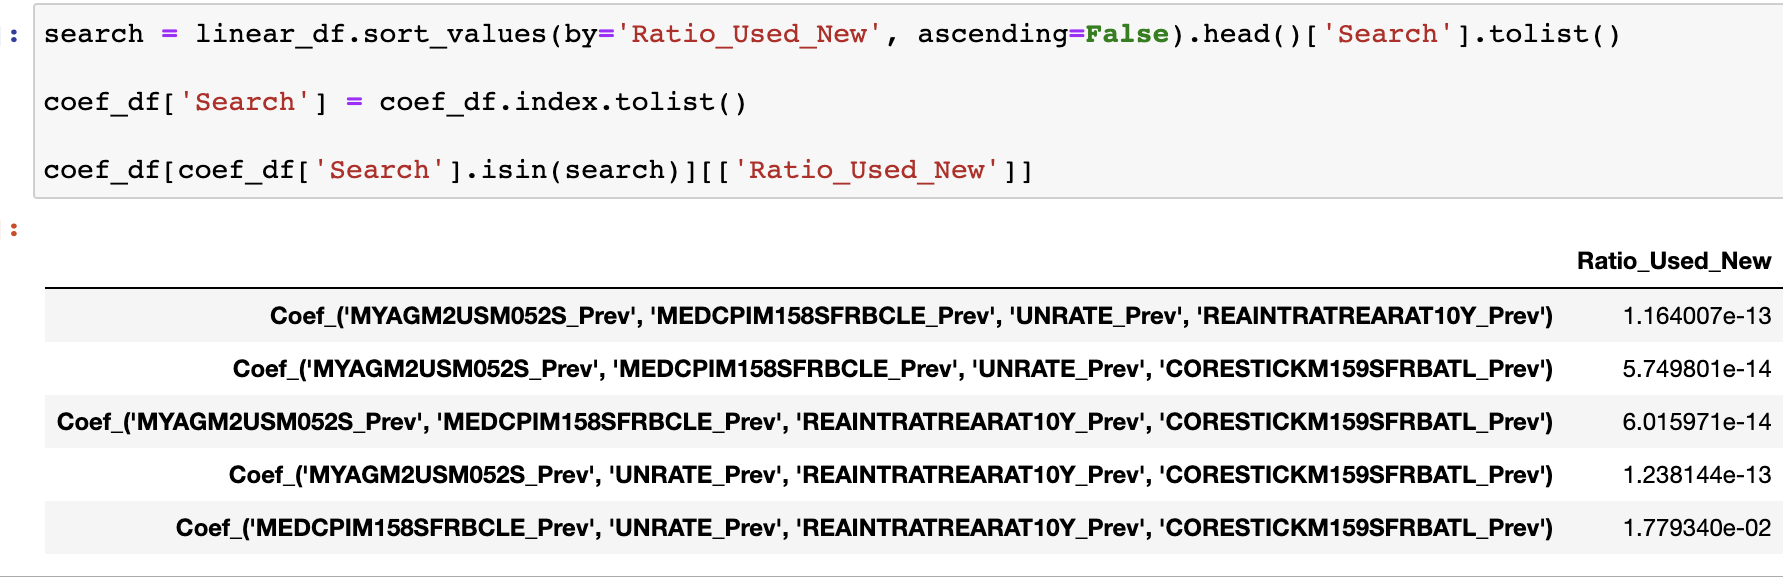 : search = linear_df.sort_values(by='Ratio_Used_New', ascending=False).head()['Search'].tolist()
coef_df['Search'] = coef_df.index.tolist()
coef_df[coef_df['Search'].isin(search)][['Ratio_Used_New']]
:
Ratio_Used_New
Coef_('MYAGM2USM052S_Prev', 'MEDCPIM158SFRBCLE_Prev', 'UNRATE_Prev', 'REAINTRATREARAT10Y_Prev') 1.164007e-13
Coef_('MYAGM2USM052S_Prev', 'MEDCPIM158SFRBCLE_Prev', 'UNRATE_Prev', 'CORESTICKM159SFRBATL_Prev') 5.749801e-14
Coef_('MYAGM2USM052S_Prev', 'MEDCPIM158SFRBCLE_Prev', 'REAINTRATREARAT10Y_Prev', 'CORESTICKM159SFRBATL_Prev') 6.015971e-14
Coef_('MYAGM2USM052S_Prev', 'UNRATE_Prev', 'REAINTRATREARAT10Y_Prev', 'CORESTICKM159SFRBATL_Prev') 1.238144e-13
Coef_('MEDCPIM158SFRBCLE_Prev', 'UNRATE_Prev', 'REAINTRATREARAT10Y_Prev', 'CORESTICKM159SFRBATL_Prev') 1.779340e-02